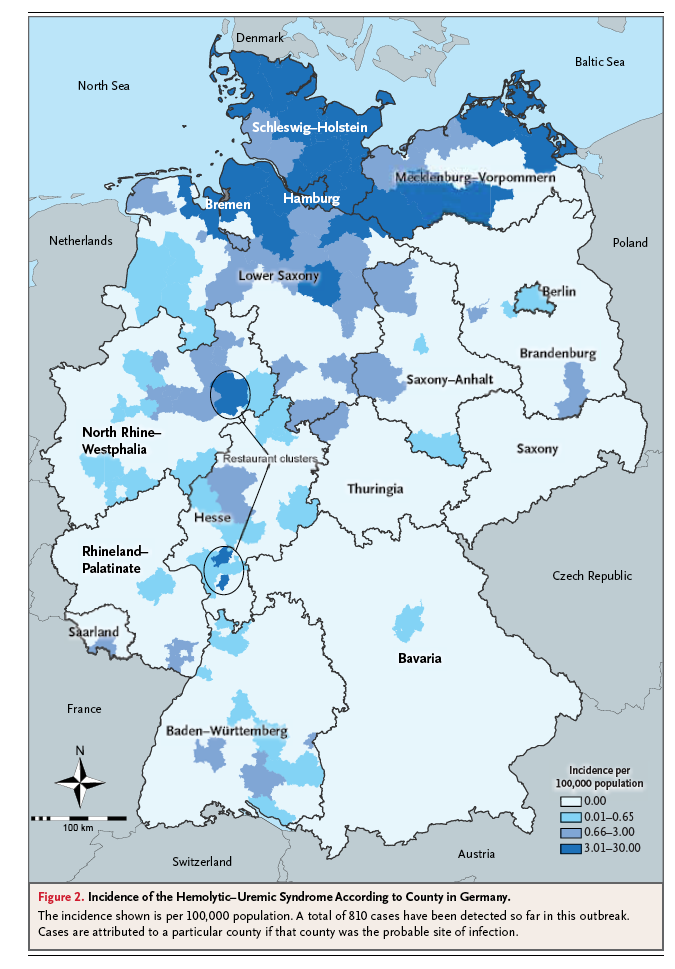 Denmark
Baltic Sea
North Sea
Schleswig–Holstein
Mecklenburg–Vorpommern
Hamburg
Bremen
Netherlands
Poland
Lower Saxony
Berlin
Brandenburg
Saxony–Anhalt
North Rhine–
Westphalia
Saxony
Restaurant clusters
Thuringia
Hesse
Rhineland–
Palatinate
Czech Republic
Saarland
Bavaria
France
Baden–Württemberg
N
100 km
Incidence per
100,000 population
0.00
0.01–0.65
0.66–3.00
3.01–30.00
Switzerland
Austria
Figure 2. Incidence of the Hemolytic–Uremic Syndrome According to County in Germany.
The incidence shown is per 100,000 population. A total of 810 cases have been detected so far in this outbreak.
Cases are attributed to a particular county if that county was the probable site of infection.